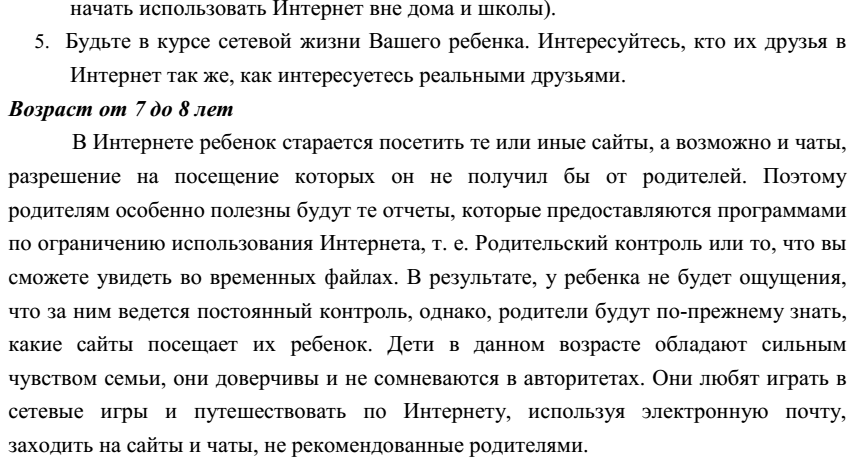 начать использовать Интернет вне дома и школы).
5. Будьте в курсе сетевой жизни Вашего ребенка. Интересуйтесь, кто их друзья в
Интернет так же, как интересуетесь реальными друзьями.
Возраст от 7 до 8 лет
В Интернете ребенок старается посетить те или иные сайты, а возможно и чаты,
разрешение на посещение которых он не получил бы от родителей. Поэтому
родителям особенно полезны будут те отчеты, которые предоставляются программами
по ограничению использования Интернета, т. е. Родительский контроль или то, что вы
сможете увидеть во временных файлах. В результате, у ребенка не будет ощущения,
что за ним ведется постоянный контроль, однако, родители будут по-прежнему знать,
какие сайты посещает их ребенок. Дети в данном возрасте обладают сильным
чувством семьи, они доверчивы и не сомневаются в авторитетах. Они любят играть в
сетевые игры и путешествовать по Интернету, используя электронную почту,
заходить на сайты и чаты, не рекомендованные родителями.